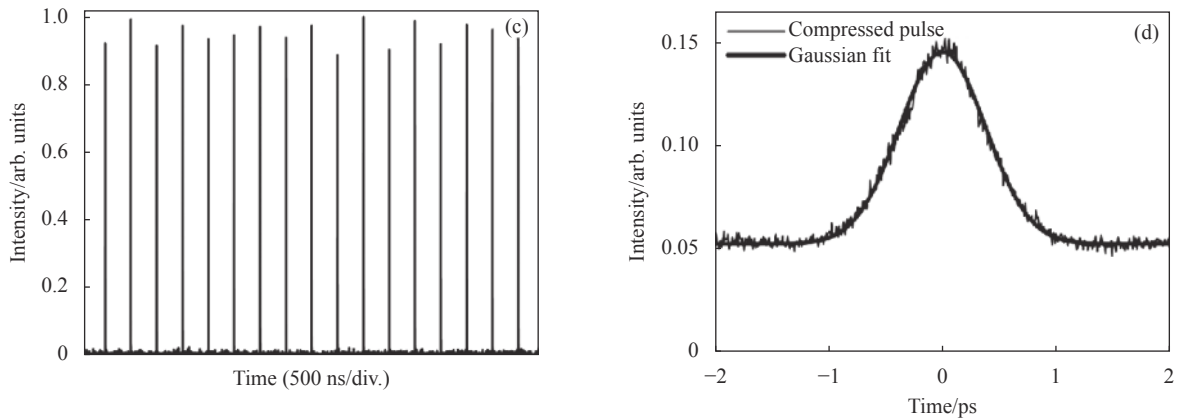 (c)
1.0
0.8
0.6
0.4
0.2
0
Intensity/arb. units
Time (500 ns/div.)
(d)
Compressed pulse
Gaussian fit
0.15
0.10
0.05
0
Intensity/arb. units
−2 −1 0 1 2
Time/ps